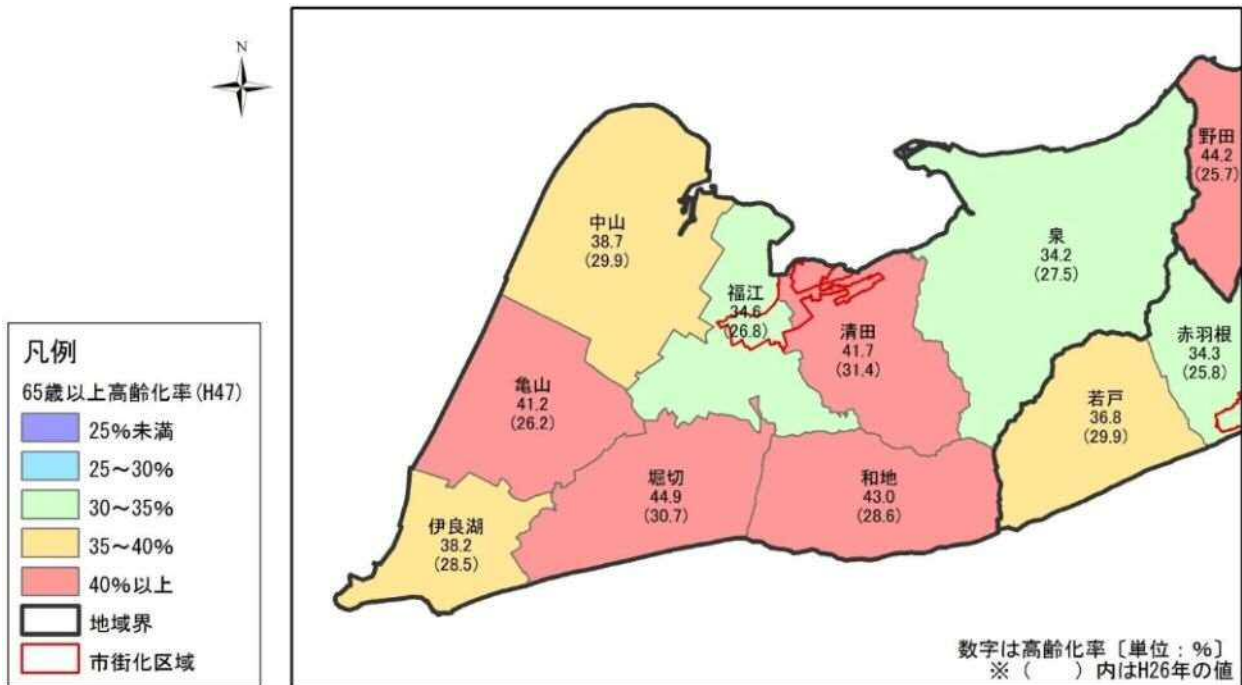 N
野田
44.2
(25.7)
中山
38.7
(29.9)
泉
34.2
(27.5)
福江
34.6
(26.8)
清田
41.7
(31.4)
赤羽根
34.3
(25.8)
亀山
41.2
(26.2)
若戸
36.8
(29.9)
堀切
44.9
(30.7)
和地
43.0
(28.6)
伊良湖
38.2
(28.5)
凡例
65歳以上高齢化率(H47)
25%未満
25～30%
30～35%
35～40%
40%以上
地域界
市街化区域
数字は高齢化率〔単位：%〕
※（　　）内はH26年の値